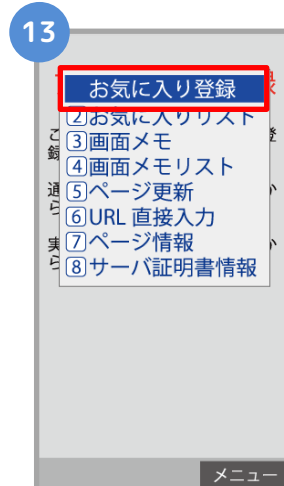 13
お気に入り登録
2お気に入りリスト
3画面メモ
4画面メモリスト
5ページ更新
6URL 直接入力
7ページ情報
8サーバ証明書情報
メニュー